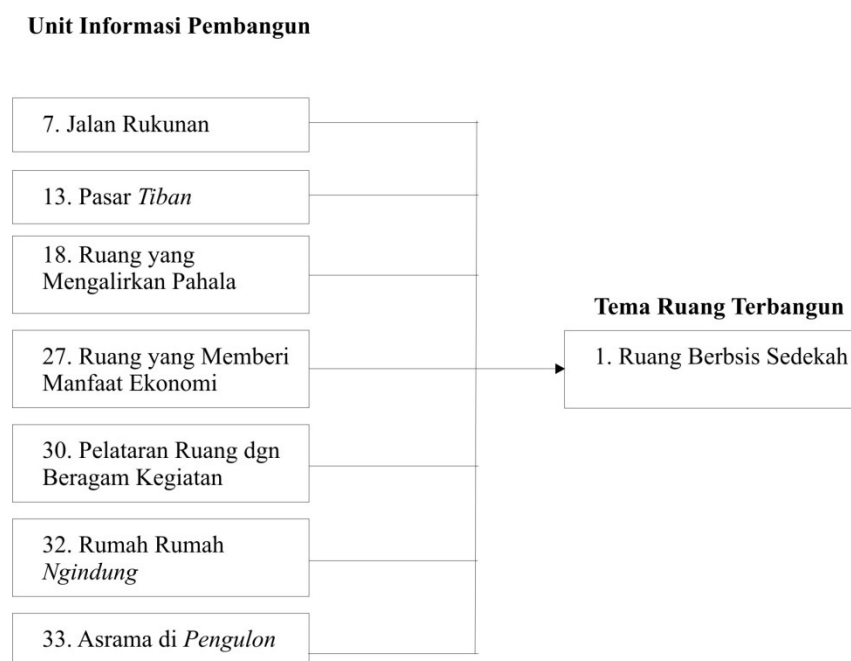 Unit Informasi Pembangun
7. Jalan Rukunan
13. Pasar Tiban
18. Ruang yang
Mengalirkan Pahala
27. Ruang yang Memberi
Manfaat Ekonomi
30. Pelataran Ruang dgn
Beragam Kegiatan
32. Rumah Rumah
Ngindung
33. Asrama di Pengulon
Tema Ruang Terbangun
1. Ruang Berbsis Sedekah